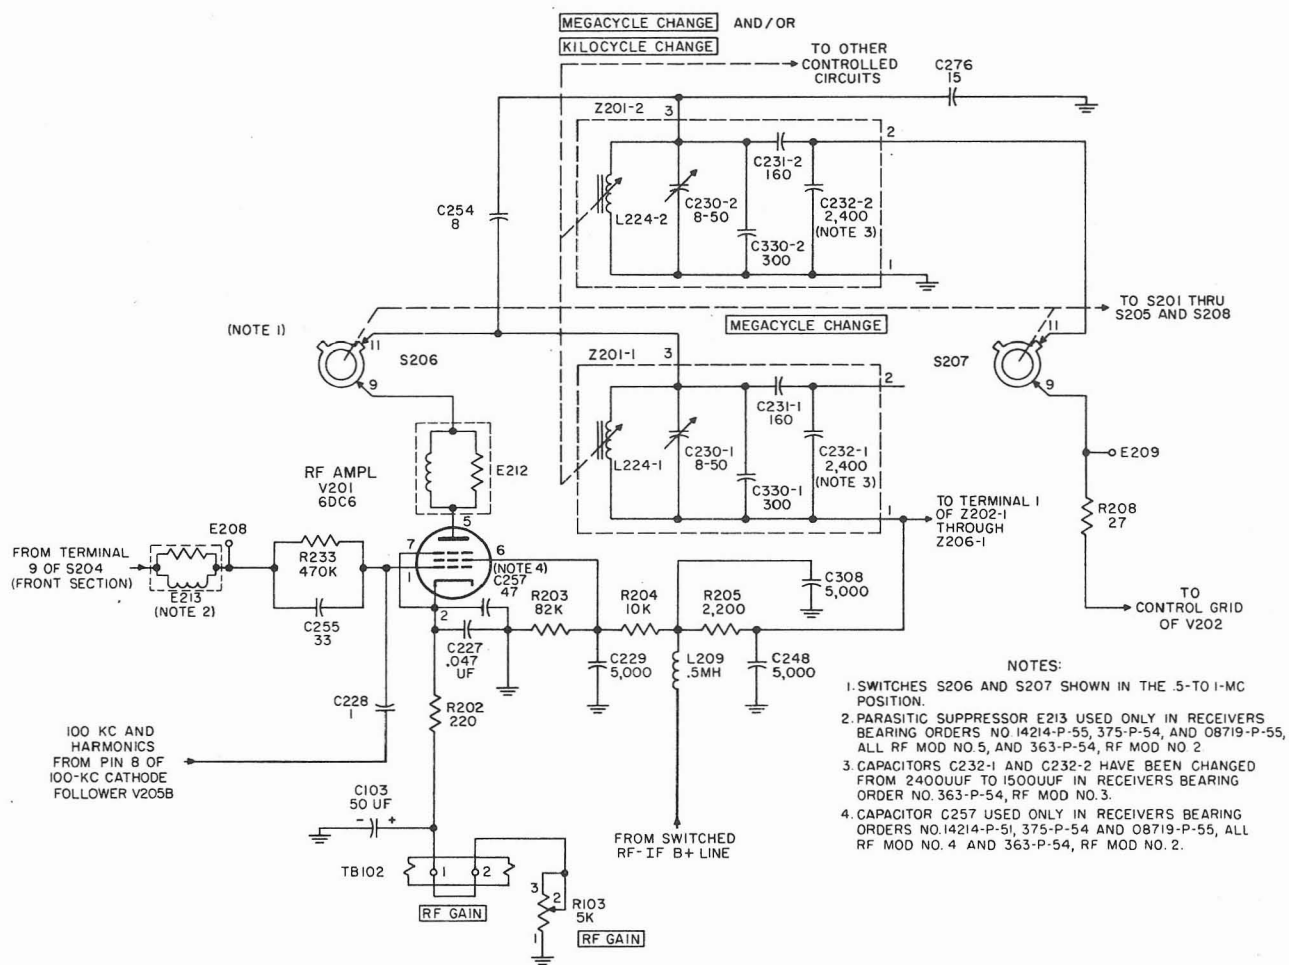 MEGACYCLE CHANGE AND/OR
KILOCYCLE CHANGE
TO OTHER
CONTROLLED
CIRCUITS
C276
15
Z201-2
3
2
C231-2
160
L224-2
C230-2
8-50
C232-2
2,400
(NOTE 3)
C330-2
300
1
C254
8
TO S201 THRU
S205 AND S208
MEGACYCLE CHANGE
(NOTE 1)
11
S206
9
Z201-1
3
2
C231-1
160
L224-1
C230-1
8-50
C232-1
2,400
(NOTE 3)
C330-1
300
1
11
S207
9
E209
R208
27
TO
CONTROL GRID
OF V202
TO TERMINAL 1
OF Z202-1
THROUGH
Z206-1
E212
RF AMPL
V201
6DC6
5
7
6
1
2
(NOTE 4)
C257
47
E208
FROM TERMINAL
9 OF S204
(FRONT SECTION)
E213
(NOTE 2)
R233
470K
C255
33
C227
.047
UF
R203
82K
R204
10K
R205
2,200
C308
5,000
C229
5,000
L209
.5MH
C248
5,000
C228
1
R202
220
100 KC AND
HARMONICS
FROM PIN 8 OF
100-KC CATHODE
FOLLOWER V205B
C103
50 UF
- +
TB102
1
2
RF GAIN
3
2
1
R103
5K
RF GAIN
FROM SWITCHED
RF-IF B+ LINE
NOTES:
1. SWITCHES S206 AND S207 SHOWN IN THE .5-TO 1-MC
POSITION.
2. PARASITIC SUPPRESSOR E213 USED ONLY IN RECEIVERS
BEARING ORDERS NO. 14214-P-55, 375-P-54, AND 08719-P-55,
ALL RF MOD NO.5, AND 363-P-54, RF MOD NO. 2
3. CAPACITORS C232-1 AND C232-2 HAVE BEEN CHANGED
FROM 2400UUF TO 1500UUF IN RECEIVERS BEARING
ORDER NO. 363-P-54, RF MOD NO.3.
4. CAPACITOR C257 USED ONLY IN RECEIVERS BEARING
ORDERS NO. 14214-P-51, 375-P-54 AND 08719-P-55, ALL
RF MOD NO. 4 AND 363-P-54, RF MOD NO. 2.